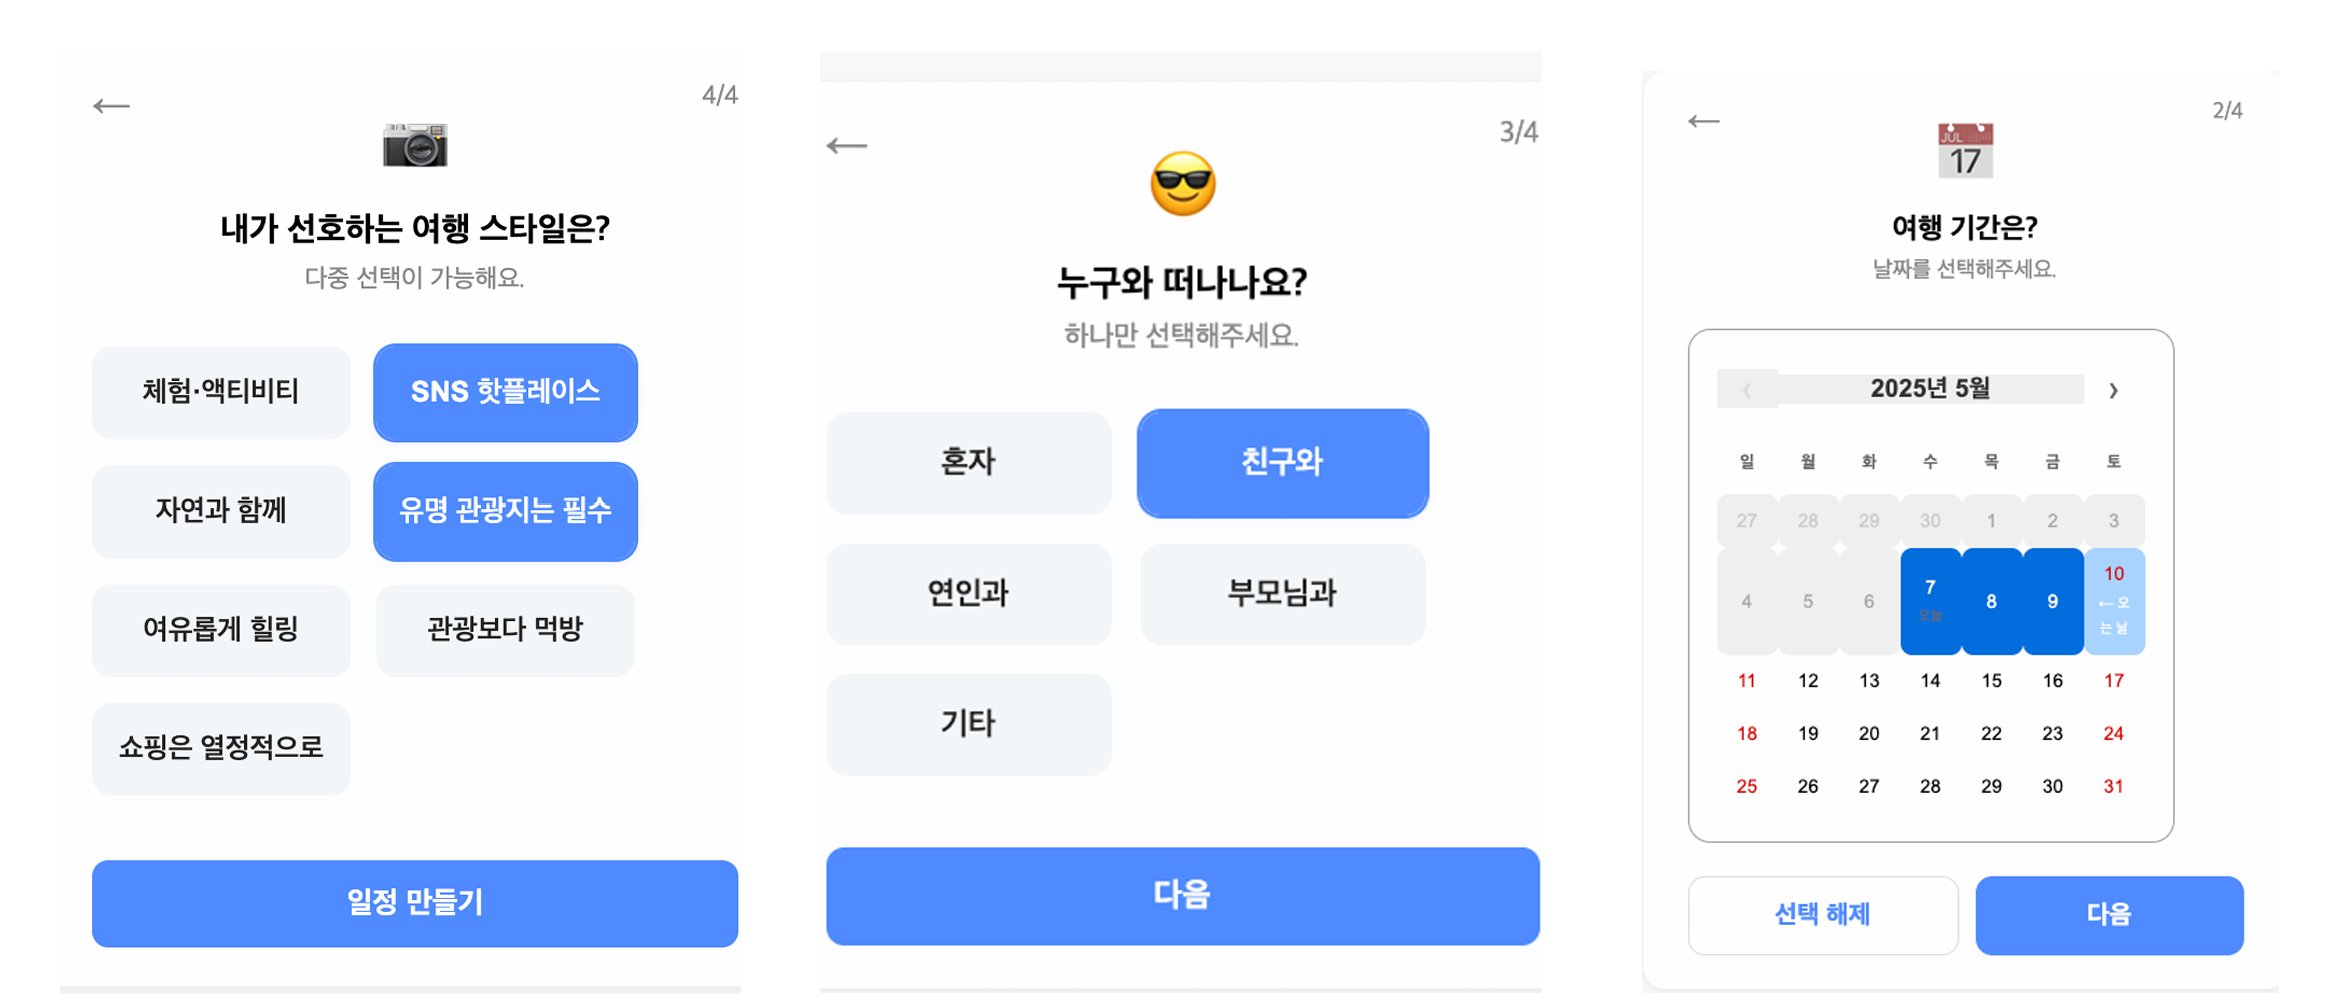 ←
4/4
내가 선호하는 여행 스타일은?
다중 선택이 가능해요.
체험·액티비티
SNS 핫플레이스
자연과 함께
유명 관광지는 필수
여유롭게 힐링
관광보다 먹방
쇼핑은 열정적으로
일정 만들기
←
3/4
누구와 떠나나요?
하나만 선택해주세요.
혼자
친구와
연인과
부모님과
기타
다음
←
2/4
JUL
17
여행 기간은?
날짜를 선택해주세요.
‹ 2025년 5월 ›
일 월 화 수 목 금 토
27 28 29 30 1 2 3
4 5 6 7 8 9 10
오늘
← 오
는 날
11 12 13 14 15 16 17
18 19 20 21 22 23 24
25 26 27 28 29 30 31
선택 해제
다음